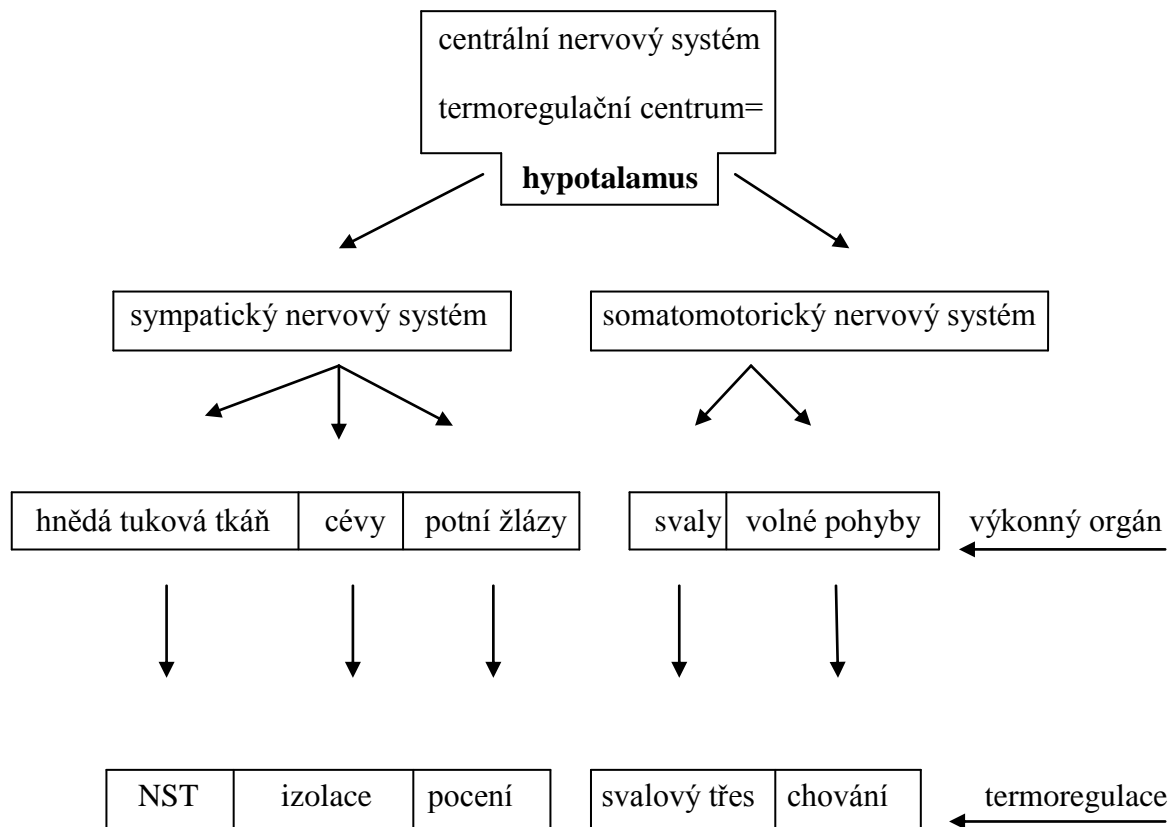 centrální nervový systém
termoregulační centrum=
hypotalamus
sympatický nervový systém
somatomotorický nervový systém
hnědá tuková tkáň
cévy
potní žlázy
svaly
volné pohyby
výkonný orgán
NST
izolace
pocení
svalový třes
chování
termoregulace